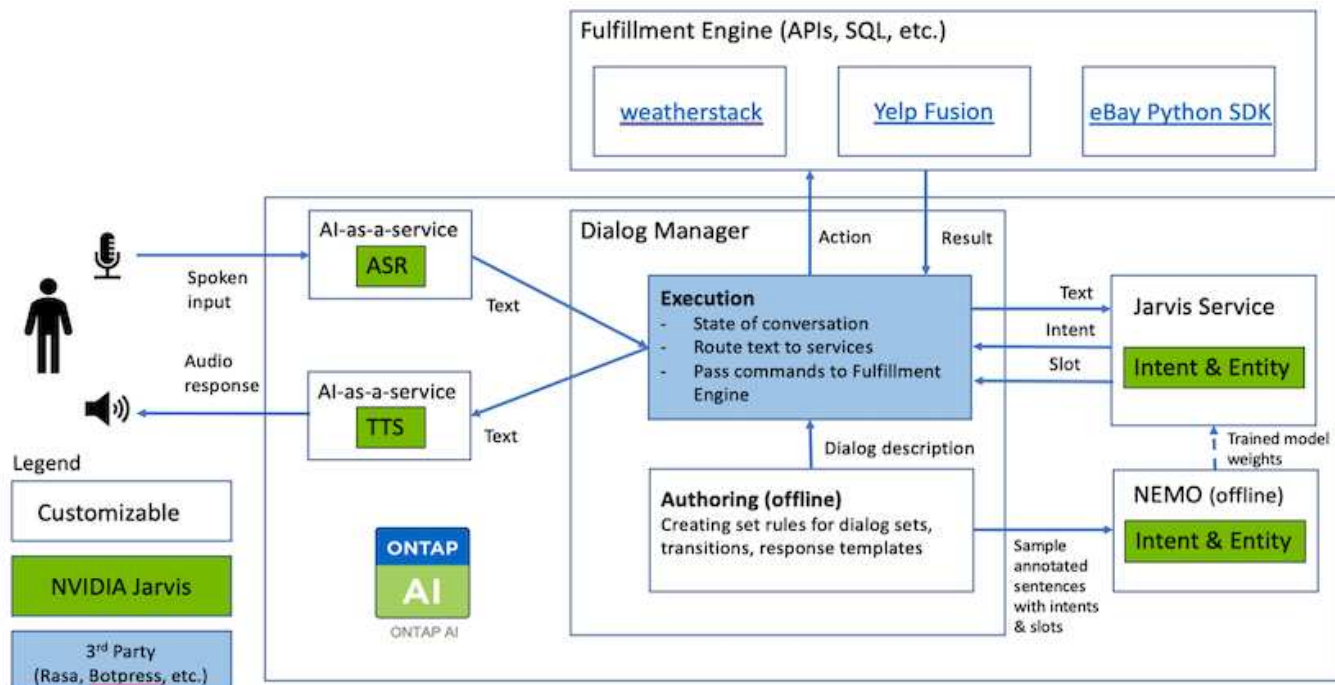 Fulfillment Engine (APIs, SQL, etc.)
weatherstack
Yelp Fusion
eBay Python SDK
AI-as-a-service
ASR
Dialog Manager
Action
Result
Spoken
input
Text
Execution
- State of conversation
- Route text to services
- Pass commands to Fulfillment
Engine
Text
Intent
Slot
Jarvis Service
Intent & Entity
Audio
response
AI-as-a-service
TTS
Text
Dialog description
Trained model
weights
Legend
Customizable
NVIDIA Jarvis
3rd Party
(Rasa, Botpress, etc.)
ONTAP
AI
ONTAP AI
Authoring (offline)
Creating set rules for dialog sets,
transitions, response templates
Sample
annotated
sentences
with intents
& slots
NEMO (offline)
Intent & Entity